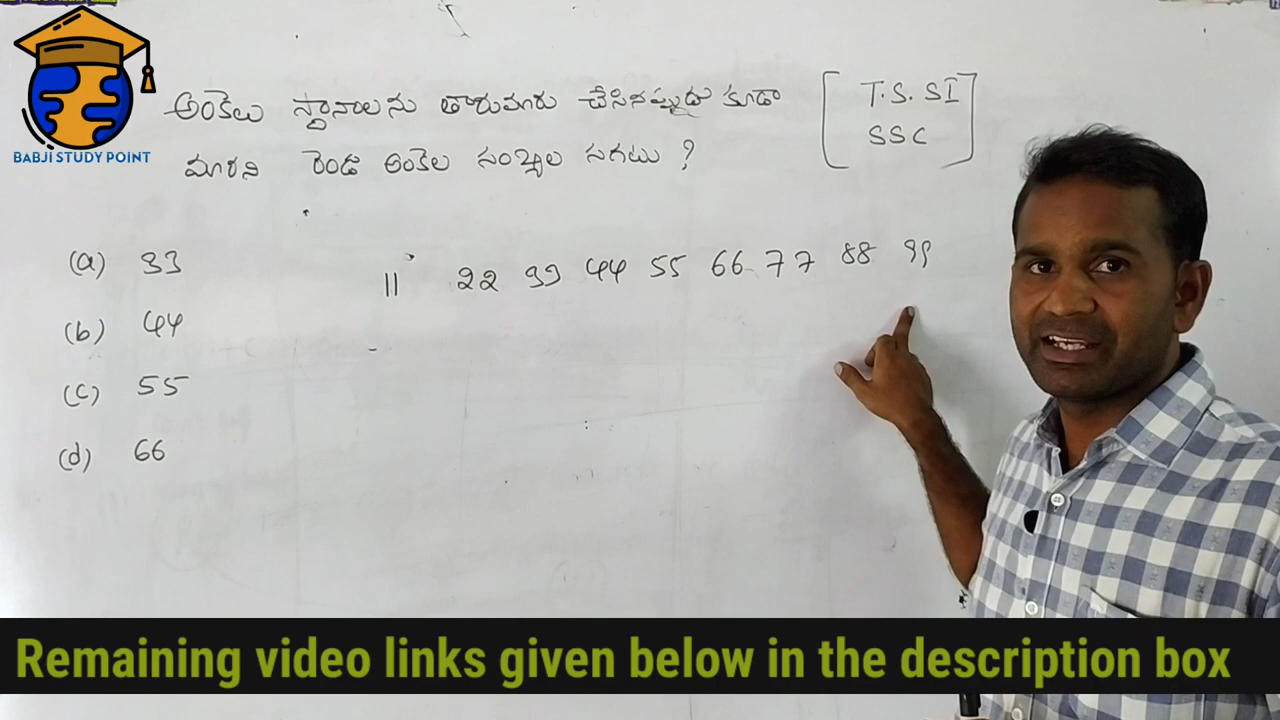 BABJI STUDY POINT
అంకెలు స్థానాలను తారుమారు చేసినప్పుడు కూడా
మారని రెండు అంకెల సంఖ్యల సగటు ?
[ T.S. SI
SSC ]
(a) 33
(b) 44
(c) 55
(d) 66
11 22 33 44 55 66 77 88 99
Remaining video links given below in the description box